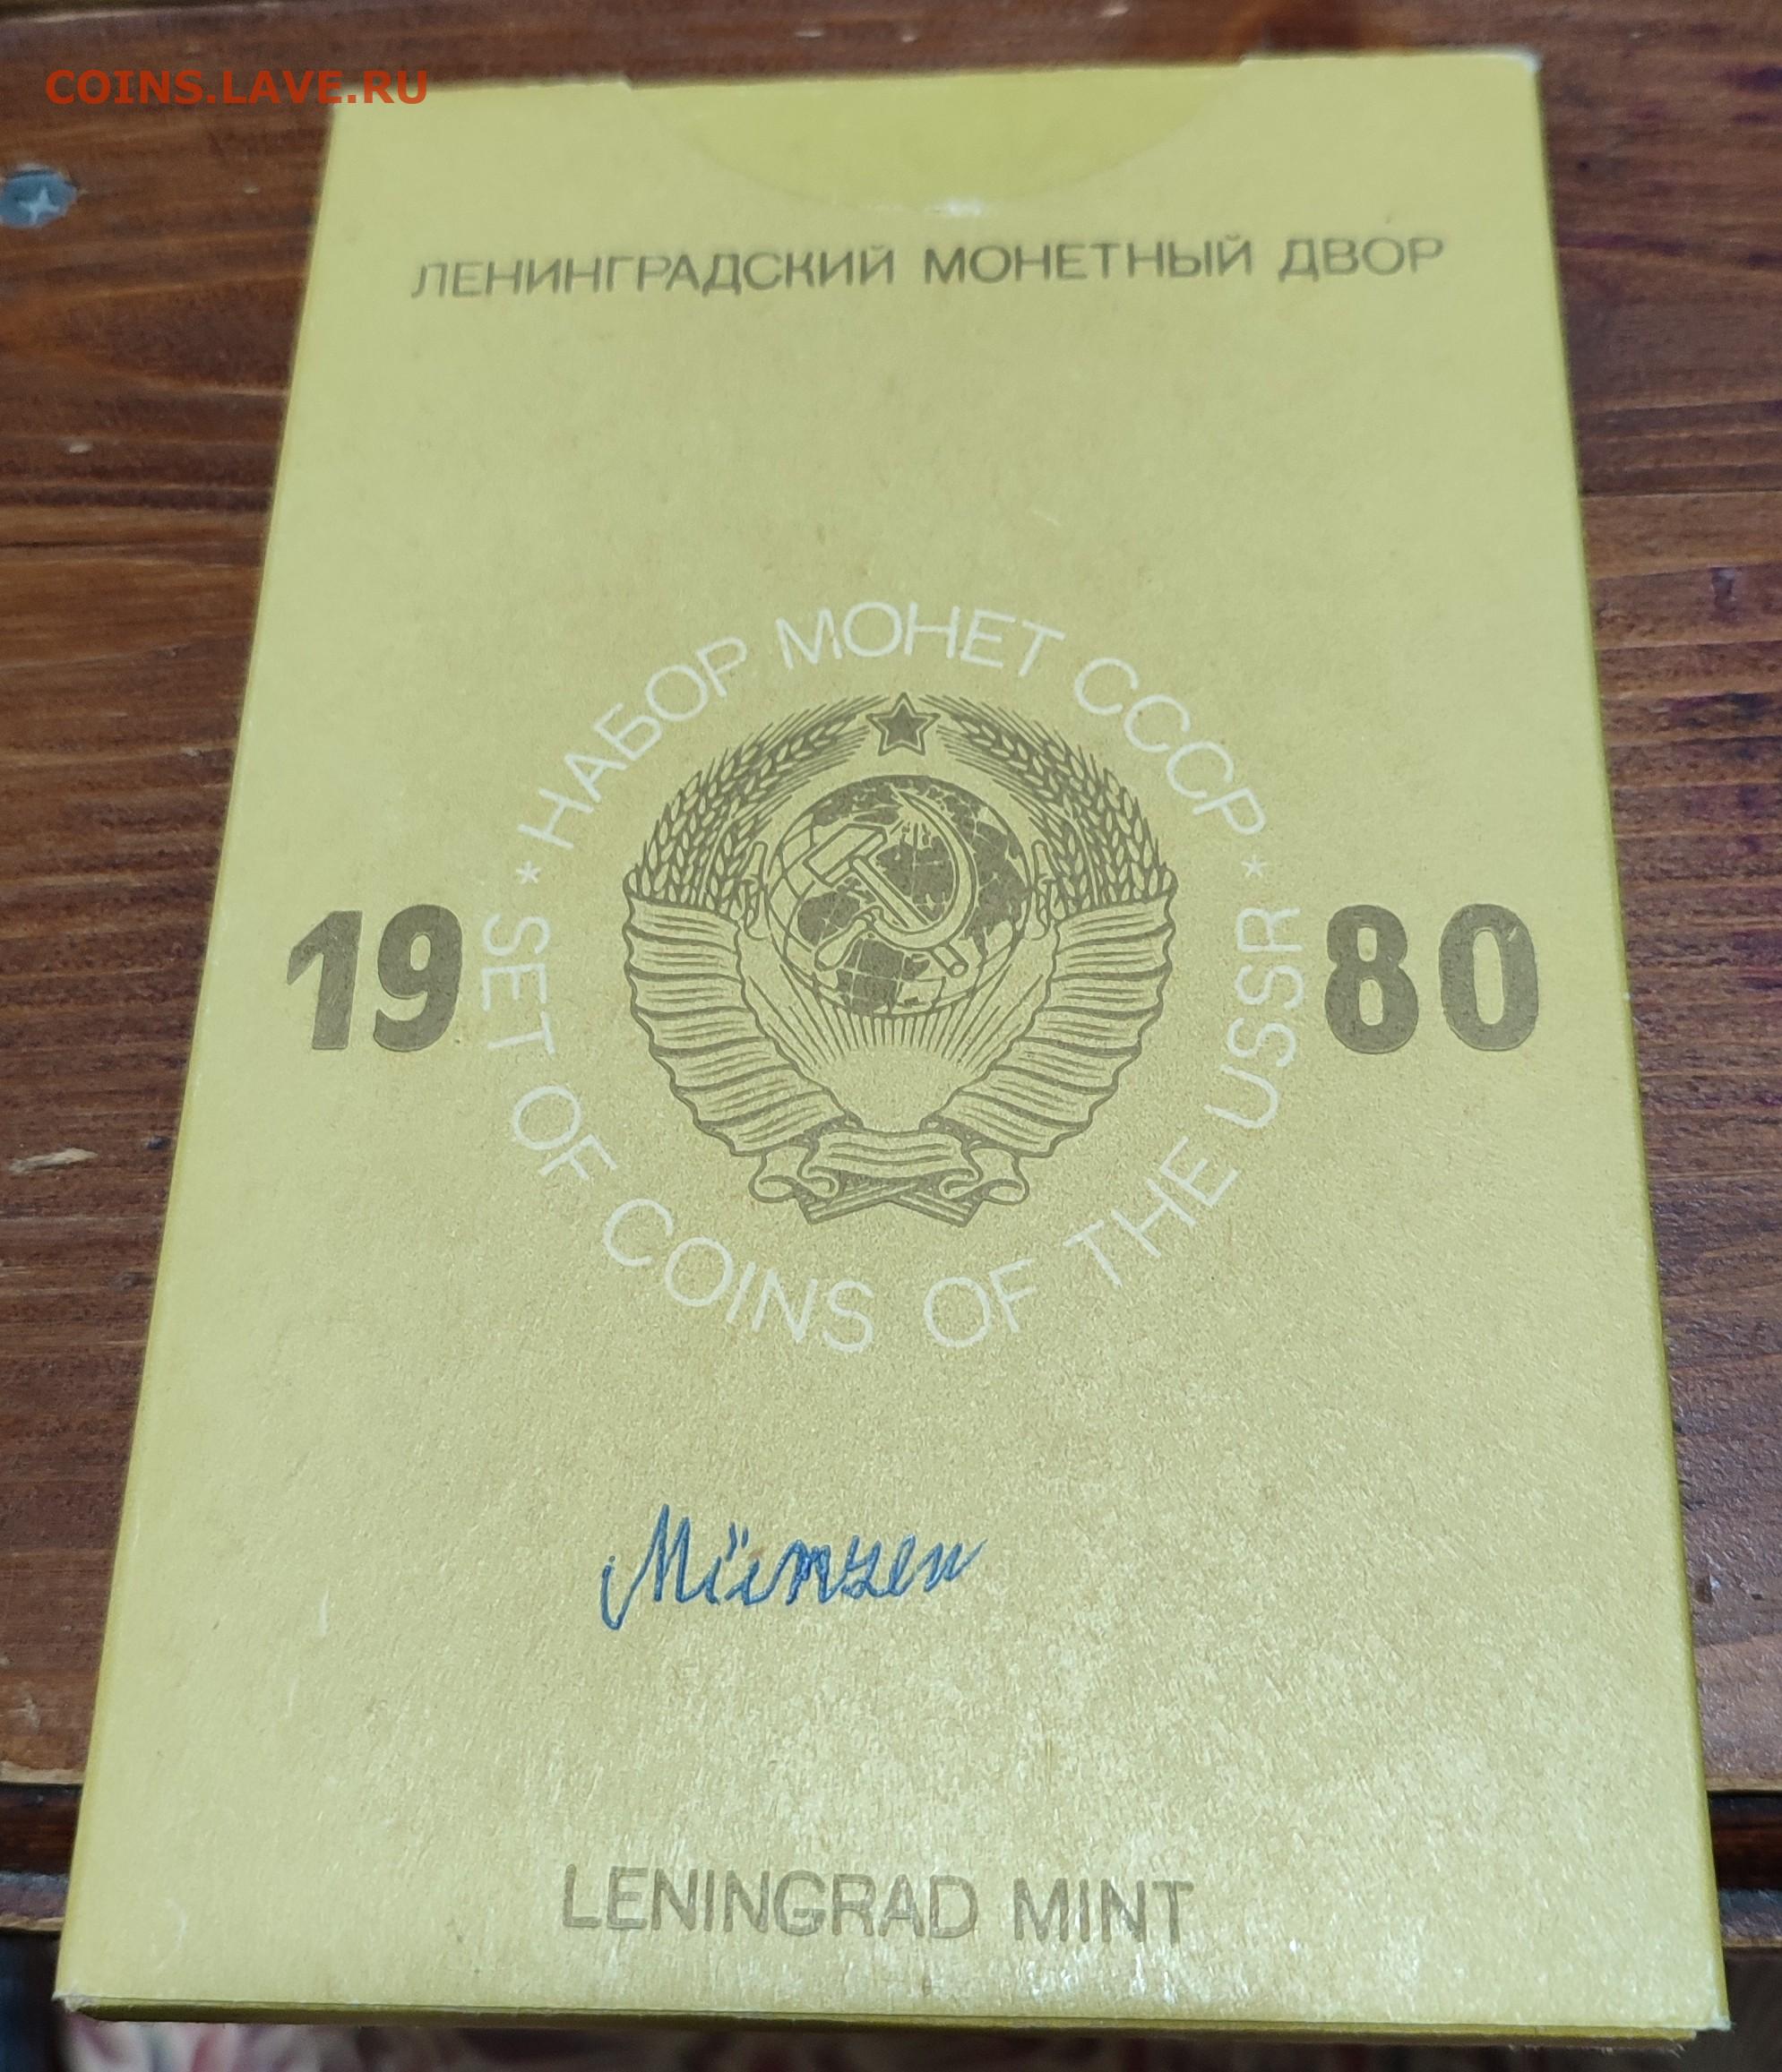 COINS.LAVE.RU
ЛЕНИНГРАДСКИЙ МОНЕТНЫЙ ДВОР
* НАБОР МОНЕТ СССР *
19 80
SET OF COINS OF THE USSR
Münzen
LENINGRAD MINT